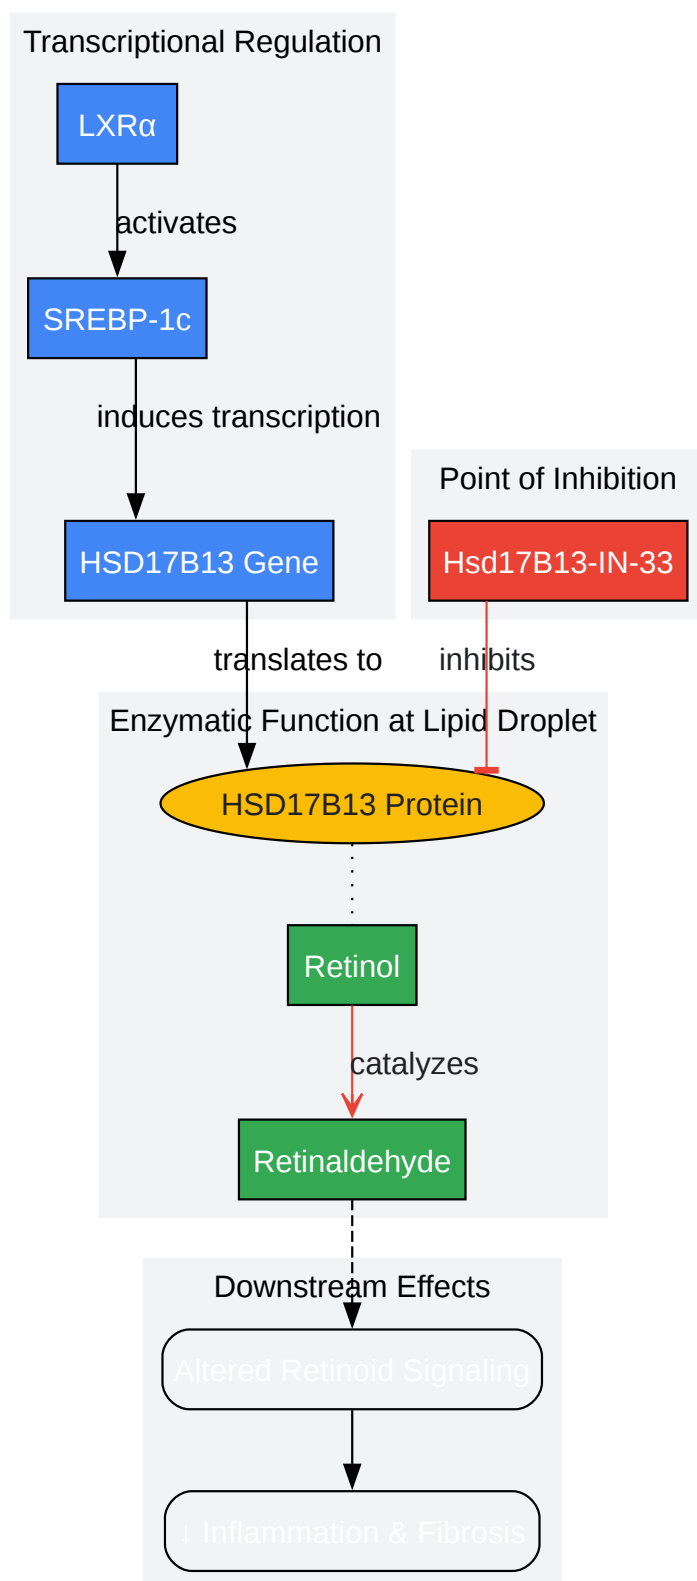 Transcriptional Regulation
LXRα
activates
SREBP-1c
induces transcription
Point of Inhibition
HSD17B13 Gene
Hsd17B13-IN-33
translates to
inhibits
Enzymatic Function at Lipid Droplet
HSD17B13 Protein
Retinol
catalyzes
Retinaldehyde
Downstream Effects
Altered Retinoid Signaling
↓ Inflammation & Fibrosis